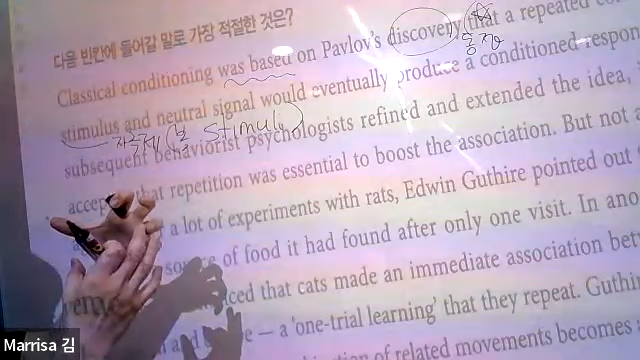 다음 빈칸에 들어갈 말로 가장 적절한 것은?
Classical conditioning was based on Pavlov's discovery that a repeated
동격
stimulus and neutral signal would eventually produce a conditioned respon
자극제 (복 stimuli)
subsequent behaviorist psychologists refined and extended the idea,
accep that repetition was essential to boost the association. But not
a lot of experiments with rats, Edwin Guthire pointed out
of food it had found after only one visit. In ano
ced that cats made an immediate association bet
e — a 'one-trial learning' that they repeat. Guthi
of related movements becomes
Marrisa 김